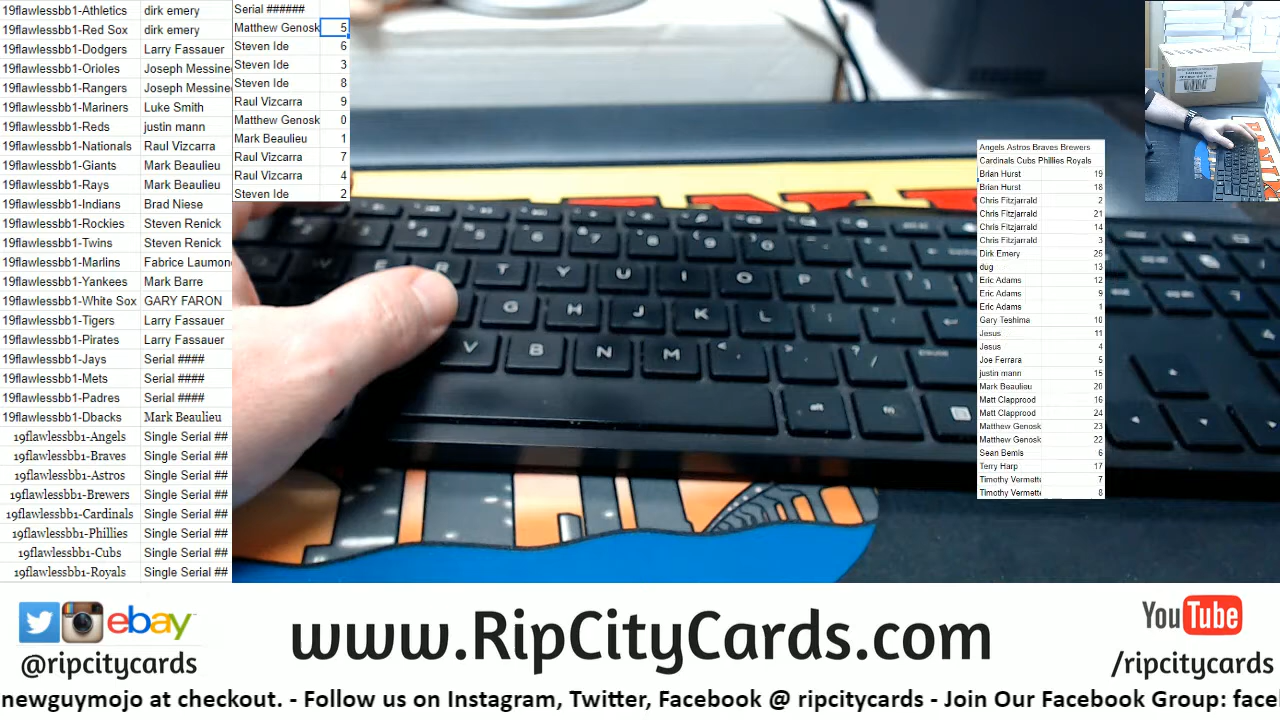 19flawlessbb1-Athletics dirk emery
19flawlessbb1-Red Sox dirk emery
19flawlessbb1-Dodgers Larry Fassauer
19flawlessbb1-Orioles Joseph Messine
19flawlessbb1-Rangers Joseph Messine
19flawlessbb1-Mariners Luke Smith
19flawlessbb1-Reds justin mann
19flawlessbb1-Nationals Raul Vizcarra
19flawlessbb1-Giants Mark Beaulieu
19flawlessbb1-Rays Mark Beaulieu
19flawlessbb1-Indians Brad Niese
19flawlessbb1-Rockies Steven Renick
19flawlessbb1-Twins Steven Renick
19flawlessbb1-Marlins Fabrice Laumon
19flawlessbb1-Yankees Mark Barre
19flawlessbb1-White Sox GARY FARON
19flawlessbb1-Tigers Larry Fassauer
19flawlessbb1-Pirates Larry Fassauer
19flawlessbb1-Jays Serial ####
19flawlessbb1-Mets Serial ####
19flawlessbb1-Padres Serial ####
19flawlessbb1-Dbacks Mark Beaulieu
19flawlessbb1-Angels Single Serial ##
19flawlessbb1-Braves Single Serial ##
19flawlessbb1-Astros Single Serial ##
19flawlessbb1-Brewers Single Serial ##
19flawlessbb1-Cardinals Single Serial ##
19flawlessbb1-Phillies Single Serial ##
19flawlessbb1-Cubs Single Serial ##
19flawlessbb1-Royals Single Serial ##
Serial ######
Matthew Genosk 5
Steven Ide 6
Steven Ide 3
Steven Ide 8
Raul Vizcarra 9
Matthew Genosk 0
Mark Beaulieu 1
Raul Vizcarra 7
Raul Vizcarra 4
Steven Ide 2
Angels Astros Braves Brewers
Cardinals Cubs Phillies Royals
Brian Hurst 19
Brian Hurst 18
Chris Fitzjarrald 2
Chris Fitzjarrald 21
Chris Fitzjarrald 14
Chris Fitzjarrald 3
Dirk Emery 25
dug 13
Eric Adams 12
Eric Adams 9
Eric Adams 1
Gary Teshima 10
Jesus 11
Jesus 4
Joe Ferrara 5
justin mann 15
Mark Beaulieu 20
Matt Clapprood 16
Matt Clapprood 24
Matthew Genosk 23
Matthew Genosk 22
Sean Bemis 6
Terry Harp 17
Timothy Vermette 7
Timothy Vermette 8
R
T Y U I O P
G H J K L
V B N M
ebay
@ripcitycards
www.RipCityCards.com
YouTube
/ripcitycards
newguymojo at checkout. - Follow us on Instagram, Twitter, Facebook @ ripcitycards - Join Our Facebook Group: face